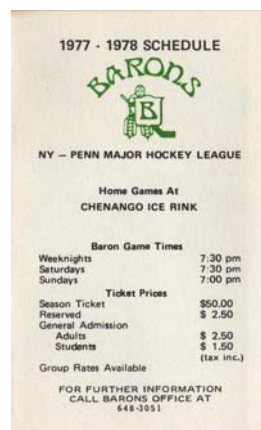 1977 - 1978 SCHEDULE
BARONS
B
NY – PENN MAJOR HOCKEY LEAGUE
Home Games At
CHENANGO ICE RINK
Baron Game Times
Weeknights 7:30 pm
Saturdays 7:30 pm
Sundays 7:00 pm
Ticket Prices
Season Ticket $50.00
Reserved $ 2.50
General Admission
Adults $ 2.50
Students $ 1.50
(tax inc.)
Group Rates Available
FOR FURTHER INFORMATION
CALL BARONS OFFICE AT
648-3051